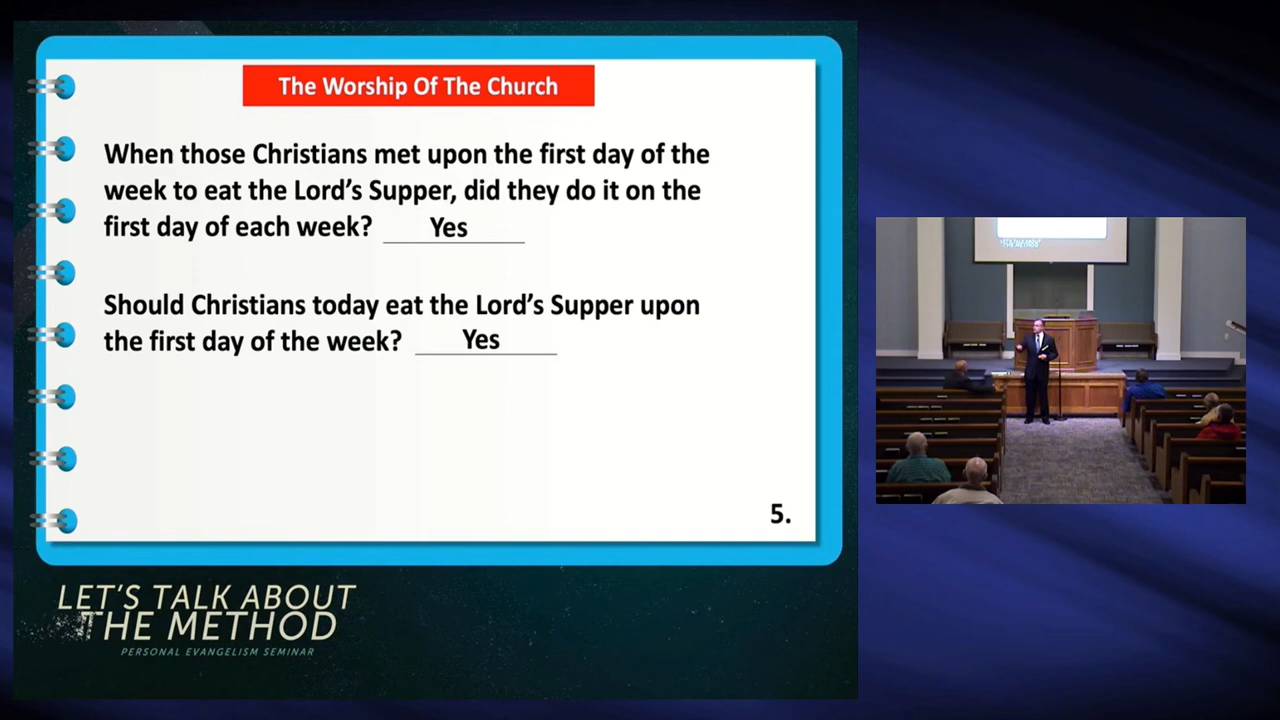 The Worship Of The Church
When those Christians met upon the first day of the
week to eat the Lord's Supper, did they do it on the
first day of each week? Yes
Should Christians today eat the Lord's Supper upon
the first day of the week? Yes
5.
LET'S TALK ABOUT
THE METHOD
PERSONAL EVANGELISM SEMINAR